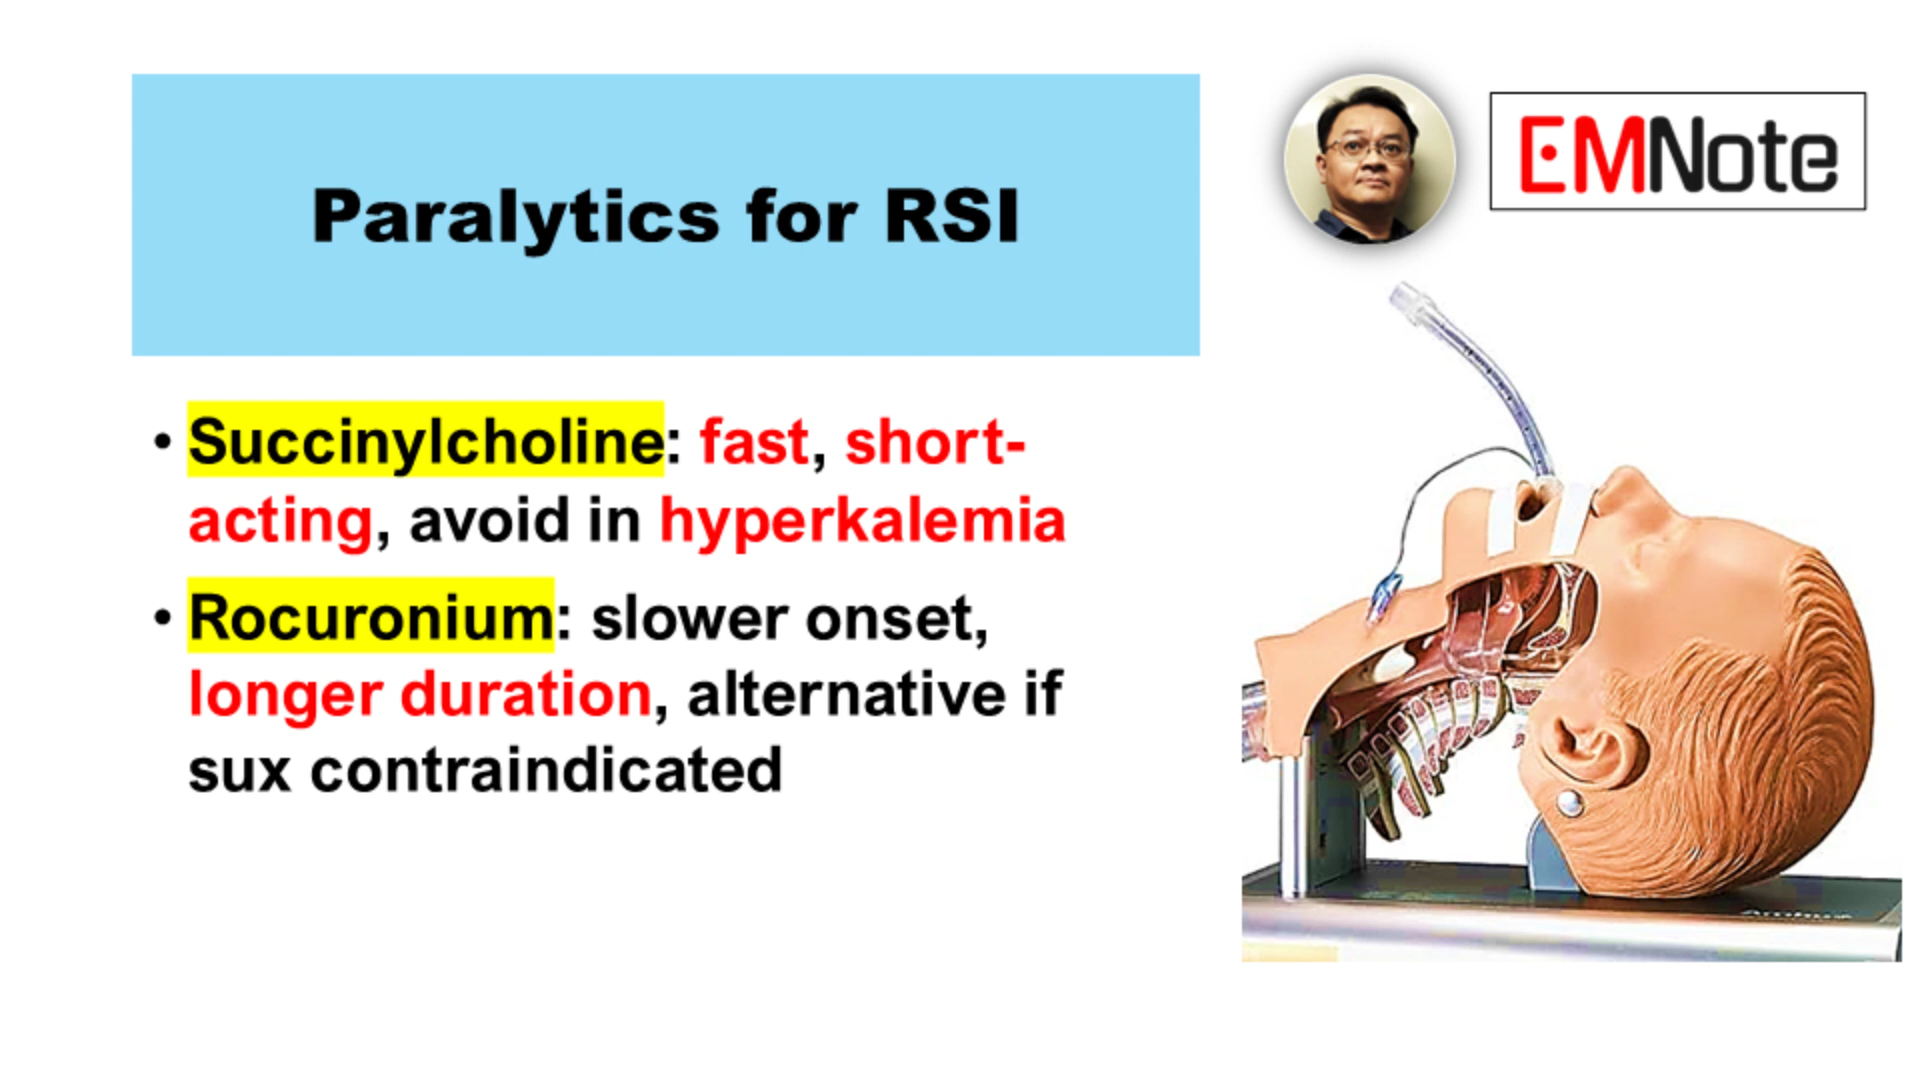 Paralytics for RSI
EMNote
• Succinylcholine: fast, short-
acting, avoid in hyperkalemia
• Rocuronium: slower onset,
longer duration, alternative if
sux contraindicated